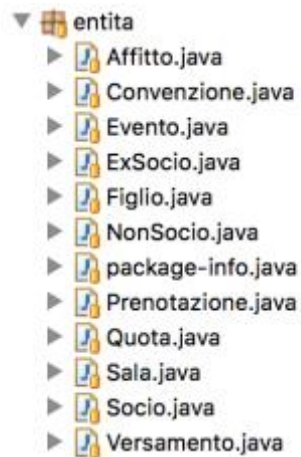 entita
Affitto.java
Convenzione.java
Evento.java
ExSocio.java
Figlio.java
NonSocio.java
package-info.java
Prenotazione.java
Quota.java
Sala.java
Socio.java
Versamento.java